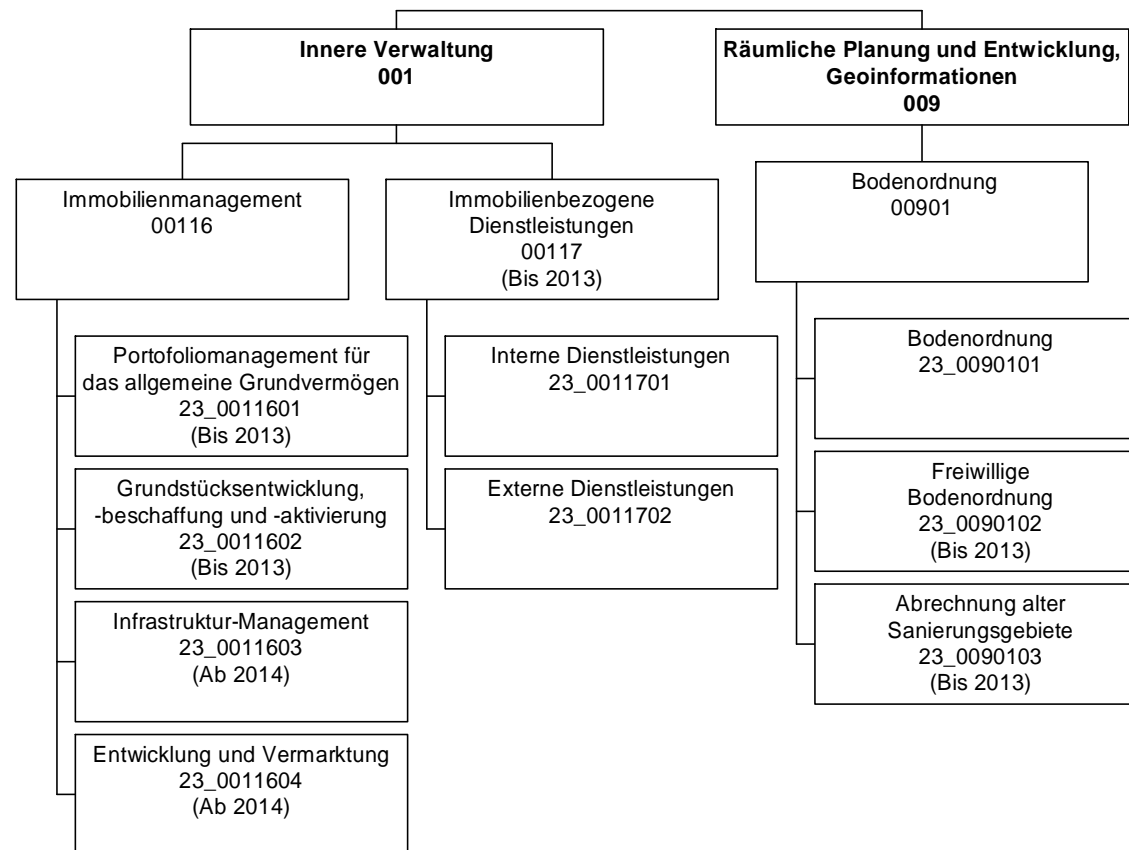 Innere Verwaltung
001
Räumliche Planung und Entwicklung,
Geoinformationen
009
Immobilienmanagement
00116
Immobilienbezogene
Dienstleistungen
00117
(Bis 2013)
Bodenordnung
00901
Portofoliomanagement für
das allgemeine Grundvermögen
23_0011601
(Bis 2013)
Grundstücksentwicklung,
-beschaffung und -aktivierung
23_0011602
(Bis 2013)
Infrastruktur-Management
23_0011603
(Ab 2014)
Entwicklung und Vermarktung
23_0011604
(Ab 2014)
Interne Dienstleistungen
23_0011701
Externe Dienstleistungen
23_0011702
Bodenordnung
23_0090101
Freiwillige
Bodenordnung
23_0090102
(Bis 2013)
Abrechnung alter
Sanierungsgebiete
23_0090103
(Bis 2013)